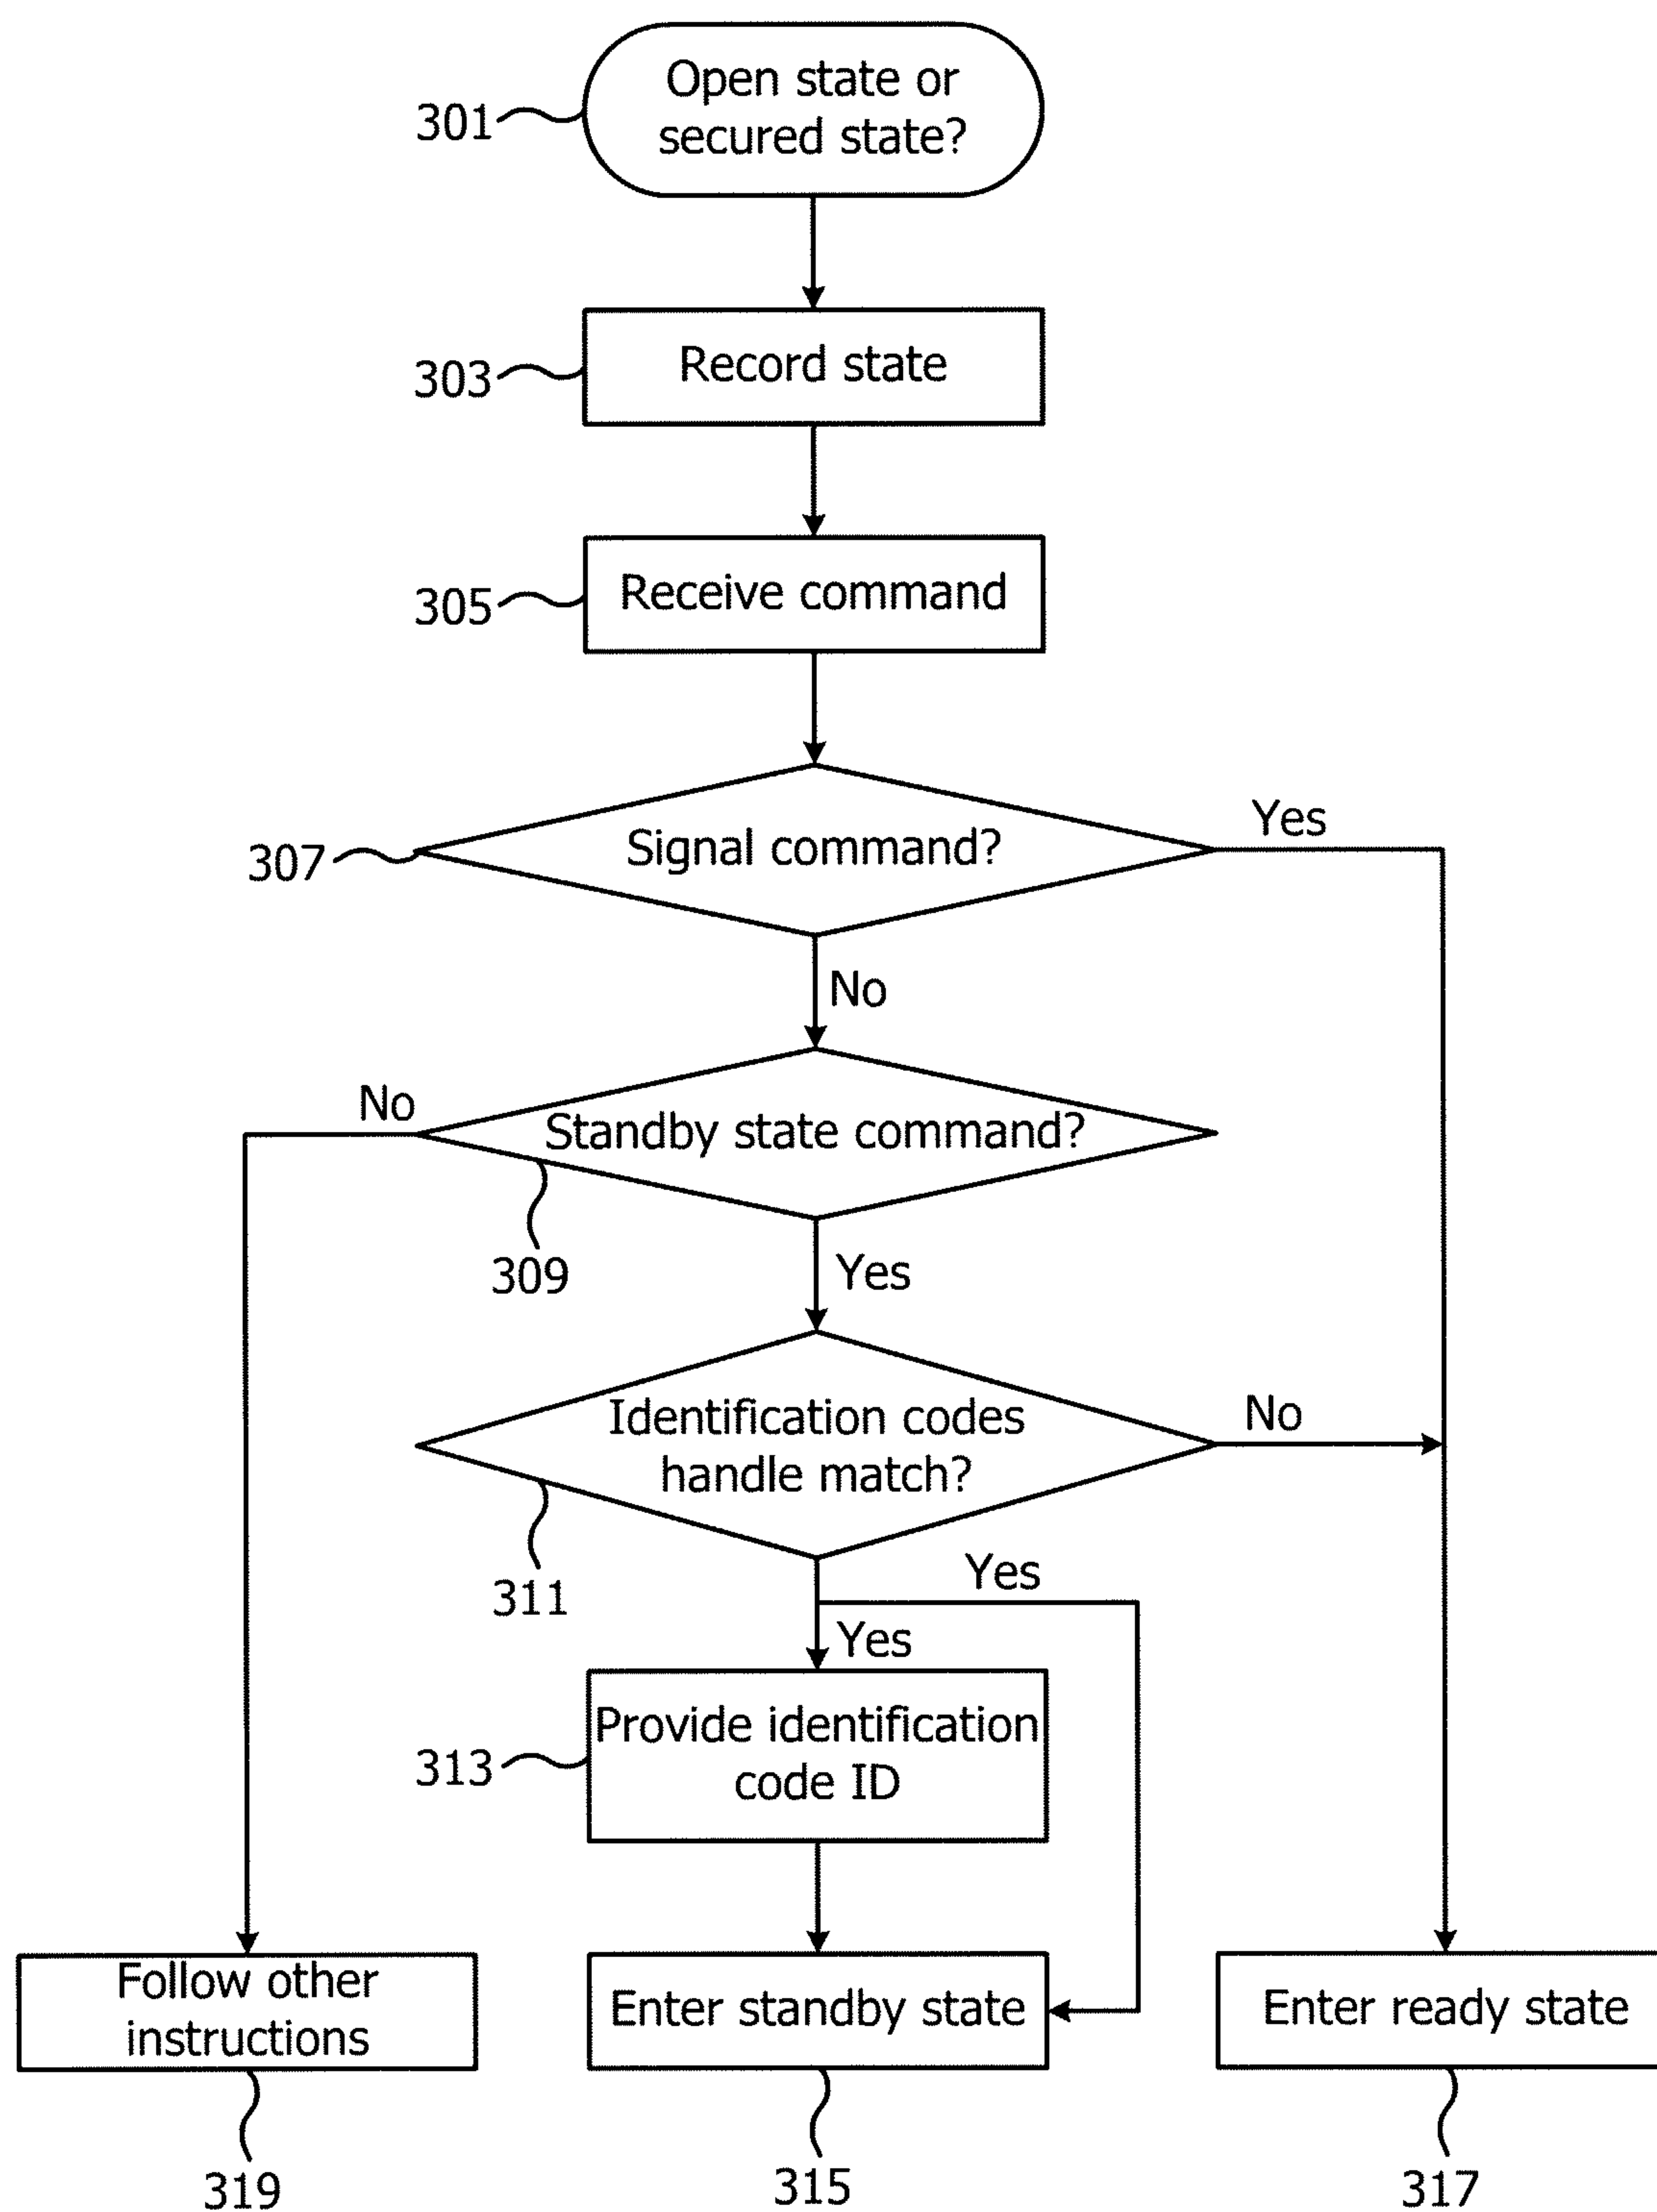 Open state or
secured state?
301
Record state
303
Receive command
305
Signal command?
Yes
307
No
Standby state command?
No
309
Yes
Identification codes
handle match?
No
311
Yes
Yes
Provide identification
code ID
313
Follow other
instructions
Enter standby state
Enter ready state
319
315
317